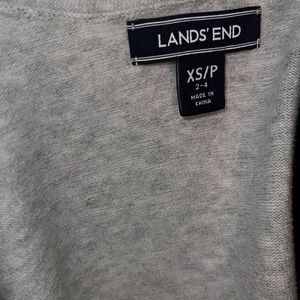 LANDS' END
XS/P
2-4
MADE IN
CHINA